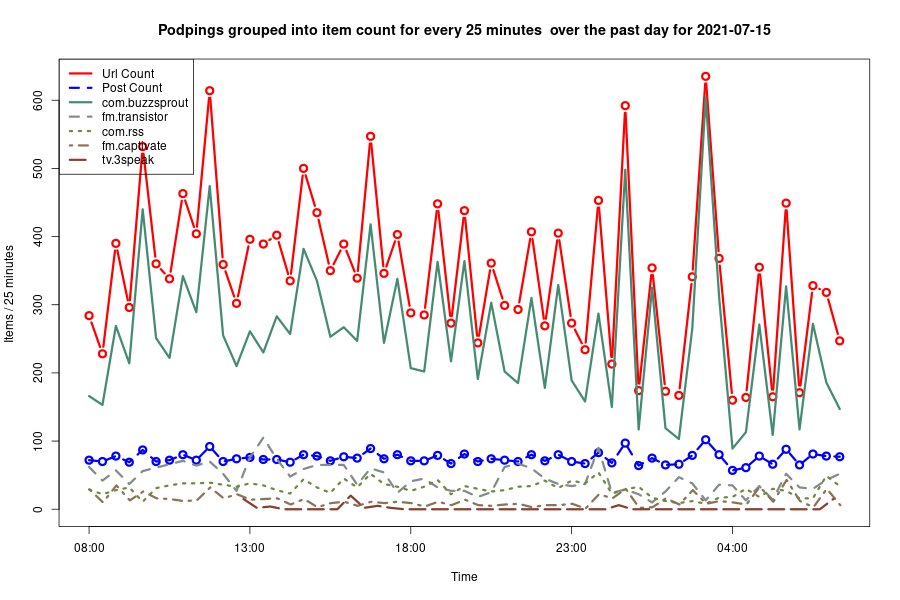 Podpings grouped into item count for every 25 minutes  over the past day for 2021-07-15
Url Count
Post Count
com.buzzsprout
fm.transistor
com.rss
fm.captivate
tv.3speak
Items / 25 minutes
600
500
400
300
200
100
0
08:00 13:00 18:00 23:00 04:00
Time